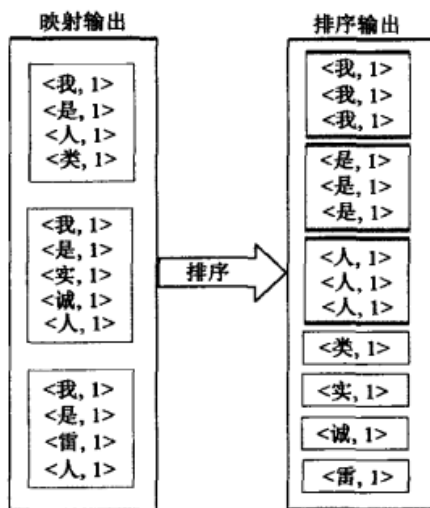 映射输出
<我, 1>
<是, 1>
<人, 1>
<类, 1>
<我, 1>
<是, 1>
<实, 1>
<诚, 1>
<人, 1>
<我, 1>
<是, 1>
<雷, 1>
<人, 1>
排序
排序输出
<我, 1>
<我, 1>
<我, 1>
<是, 1>
<是, 1>
<是, 1>
<人, 1>
<人, 1>
<人, 1>
<类, 1>
<实, 1>
<诚, 1>
<雷, 1>